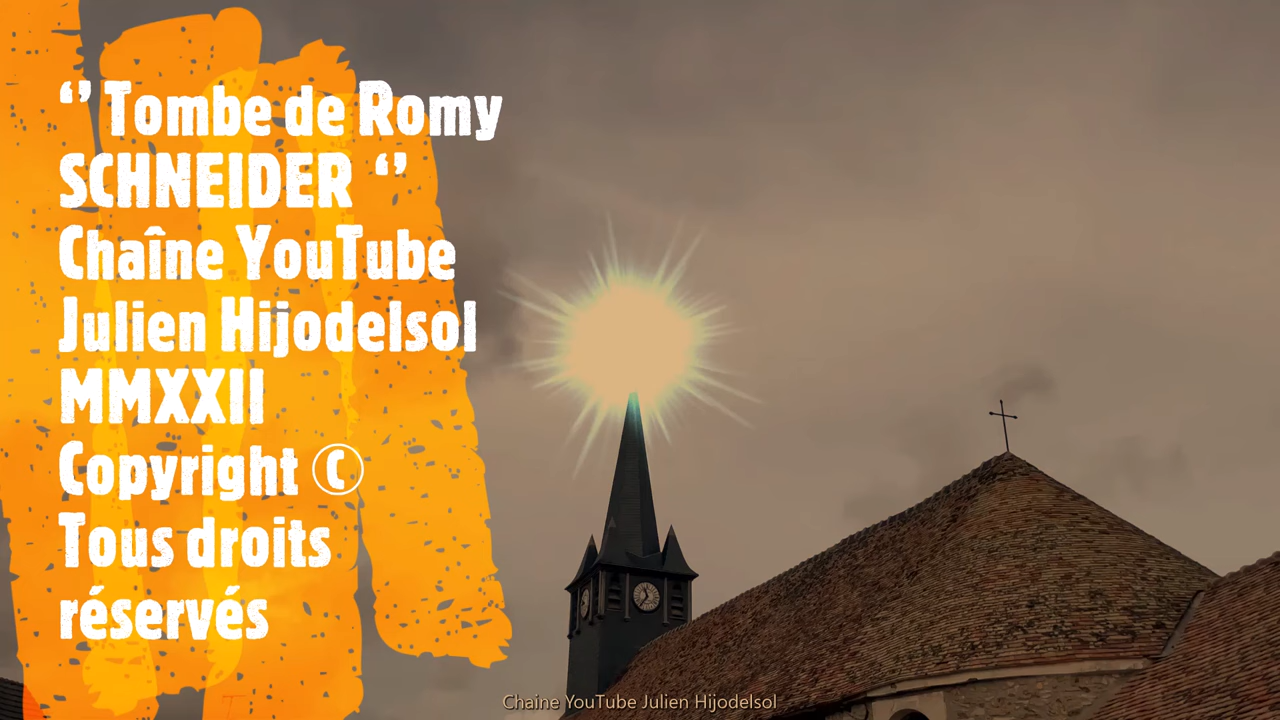 ‘’ Tombe de Romy
SCHNEIDER ‘’
Chaîne YouTube
Julien Hijodelsol
MMXXII
Copyright ©
Tous droits
réservés
Chaine YouTube Julien Hijodelsol